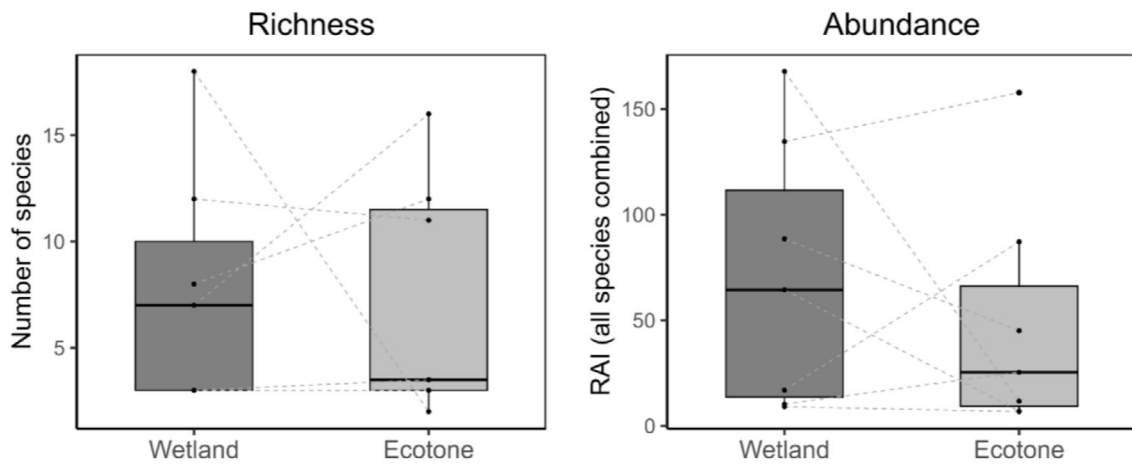 Richness
Number of species
15
10
5
Wetland
Ecotone
Abundance
RAI (all species combined)
150
100
50
0
Wetland
Ecotone